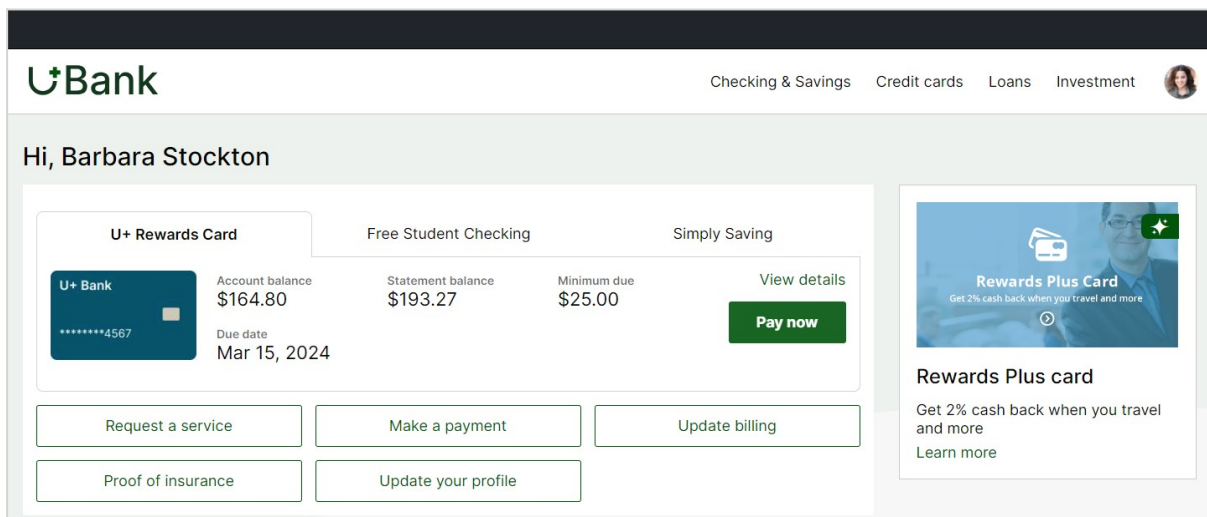 U+Bank
Checking & Savings Credit cards Loans Investment
Hi, Barbara Stockton
U+ Rewards Card Free Student Checking Simply Saving
U+ Bank
********4567
Account balance
$164.80
Due date
Mar 15, 2024
Statement balance
$193.27
Minimum due
$25.00
View details
Pay now
Request a service Make a payment Update billing
Proof of insurance Update your profile
Rewards Plus Card
Get 2% cash back when you travel and more
Rewards Plus card
Get 2% cash back when you travel
and more
Learn more